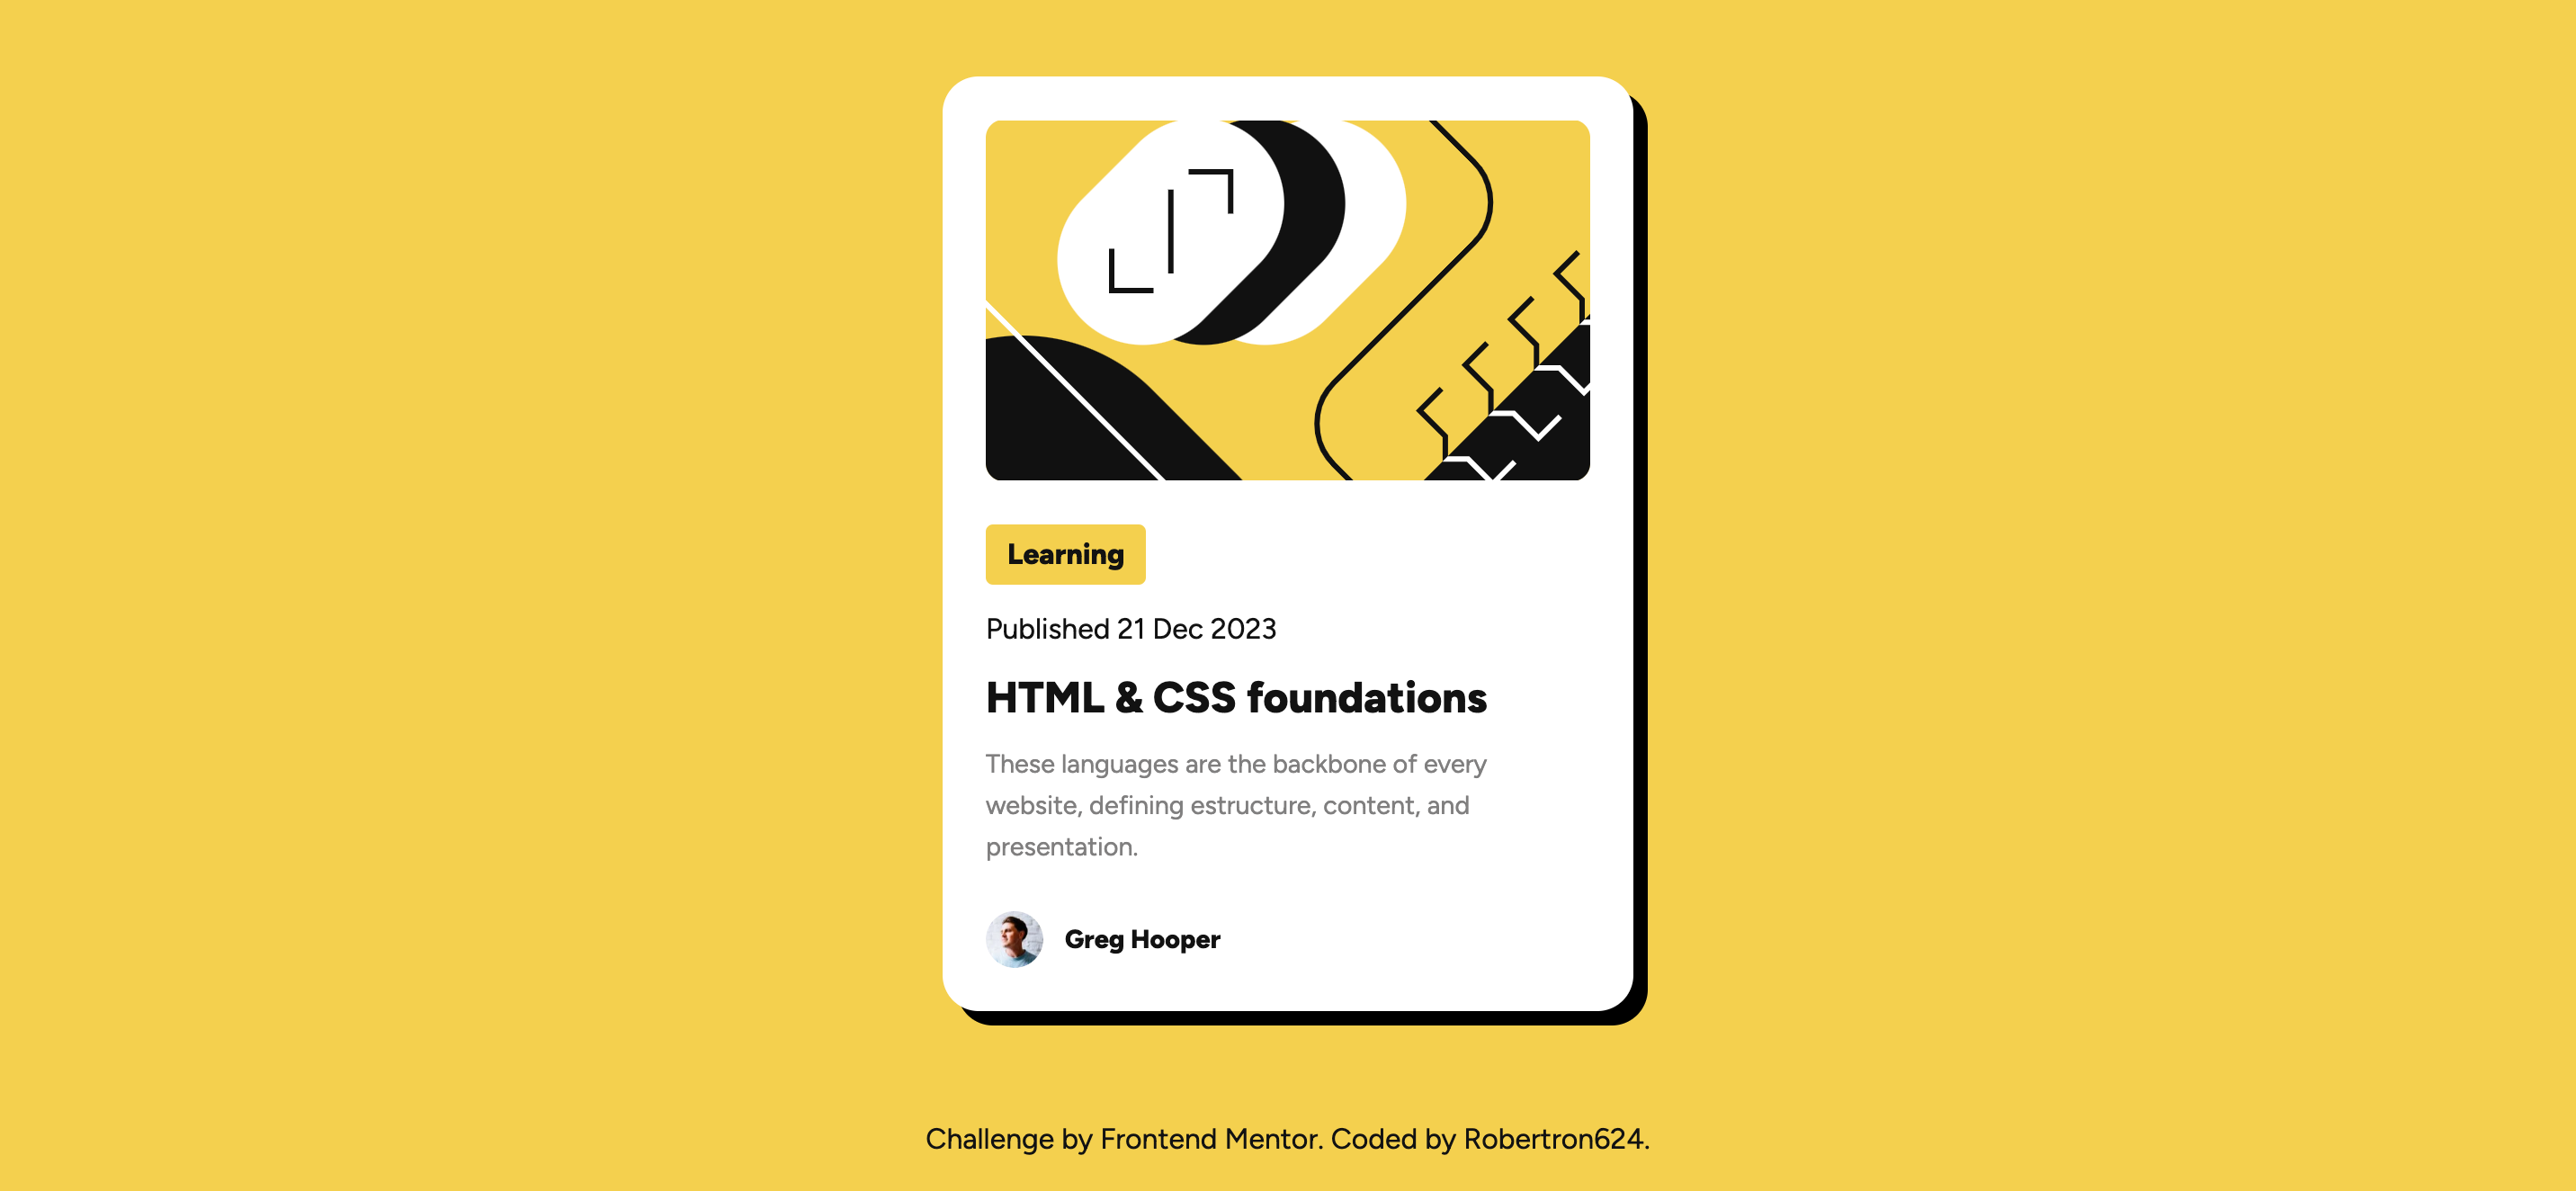 Learning
Published 21 Dec 2023
HTML & CSS foundations
These languages are the backbone of every
website, defining estructure, content, and
presentation.
Greg Hooper
Challenge by Frontend Mentor. Coded by Robertron624.